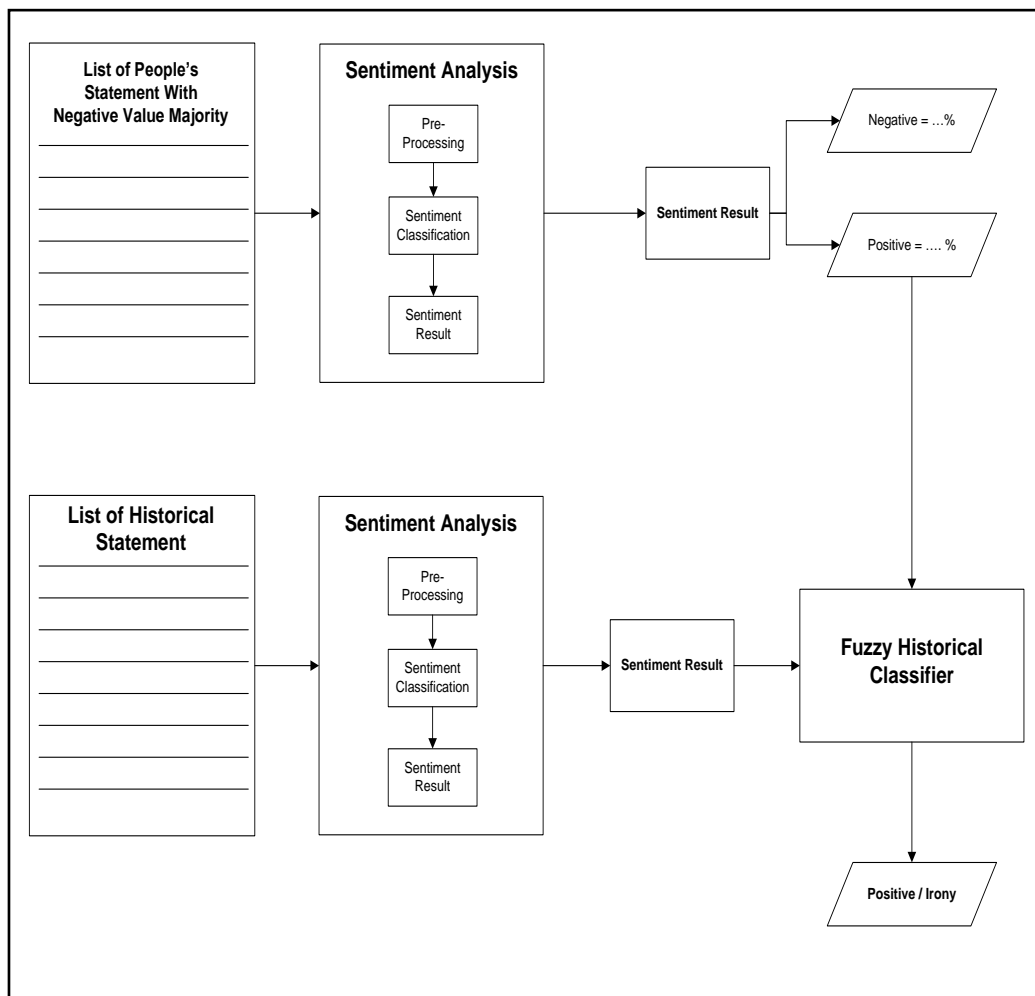 List of People's
Statement With
Negative Value Majority
Sentiment Analysis
Pre-
Processing
Sentiment
Classification
Sentiment
Result
Sentiment Result
Negative = ...%
Positive = .... %
List of Historical
Statement
Sentiment Analysis
Pre-
Processing
Sentiment
Classification
Sentiment
Result
Sentiment Result
Fuzzy Historical
Classifier
Positive / Irony